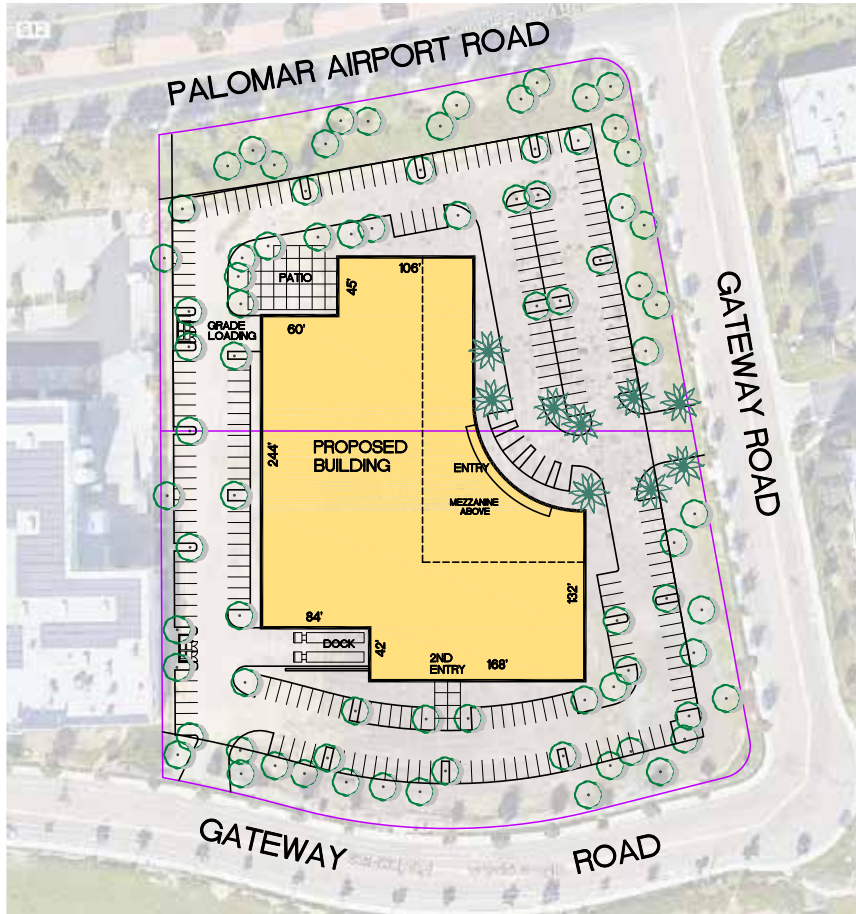 S12
PALOMAR AIRPORT ROAD
PATIO
106'
45'
GRADE
LOADING
60'
GATEWAY ROAD
244'
PROPOSED
BUILDING
ENTRY
MEZZANINE
ABOVE
132'
84'
DOCK
42'
2ND
ENTRY
168'
GATEWAY
ROAD